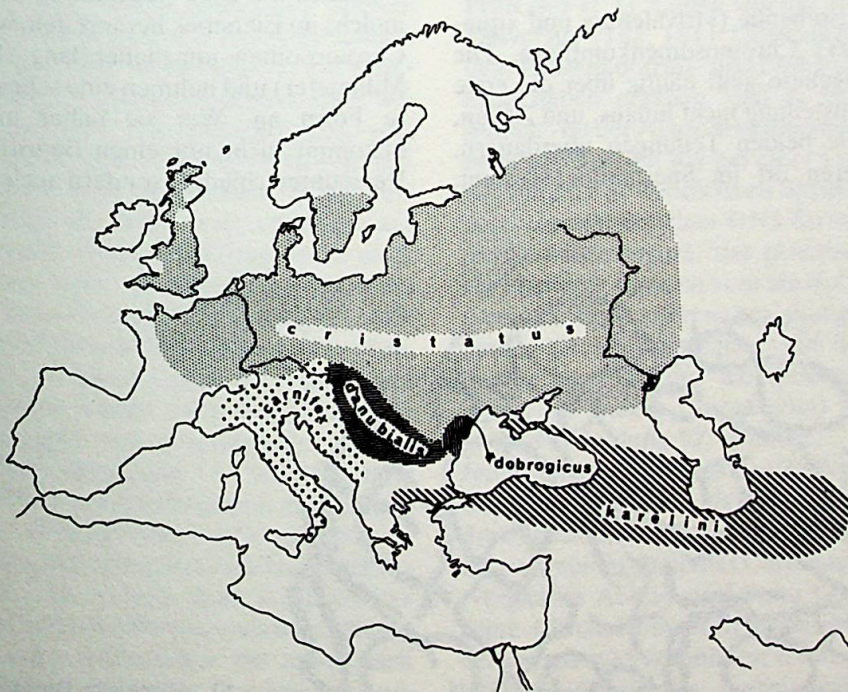 cristatus
carnifex
danubialis
dobrogicus
karelini